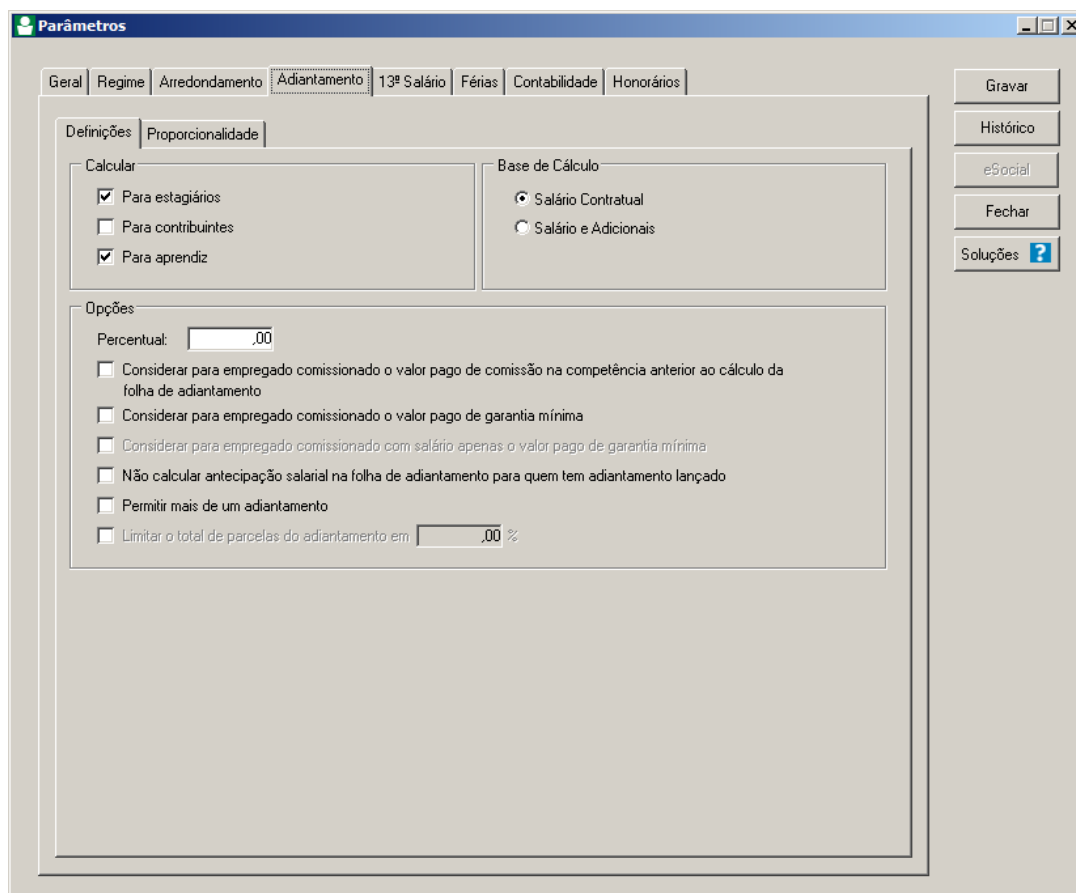 Parâmetros
Geral
Regime
Arredondamento
Adiantamento
13º Salário
Férias
Contabilidade
Honorários
Gravar
Histórico
eSocial
Fechar
Soluções ?
Definições
Proporcionalidade
Calcular
Para estagiários
Para contribuintes
Para aprendiz
Base de Cálculo
Salário Contratual
Salário e Adicionais
Opções
Percentual: ,00
Considerar para empregado comissionado o valor pago de comissão na competência anterior ao cálculo da
folha de adiantamento
Considerar para empregado comissionado o valor pago de garantia mínima
Considerar para empregado comissionado com salário apenas o valor pago de garantia mínima
Não calcular antecipação salarial na folha de adiantamento para quem tem adiantamento lançado
Permitir mais de um adiantamento
Limitar o total de parcelas do adiantamento em ,00 %